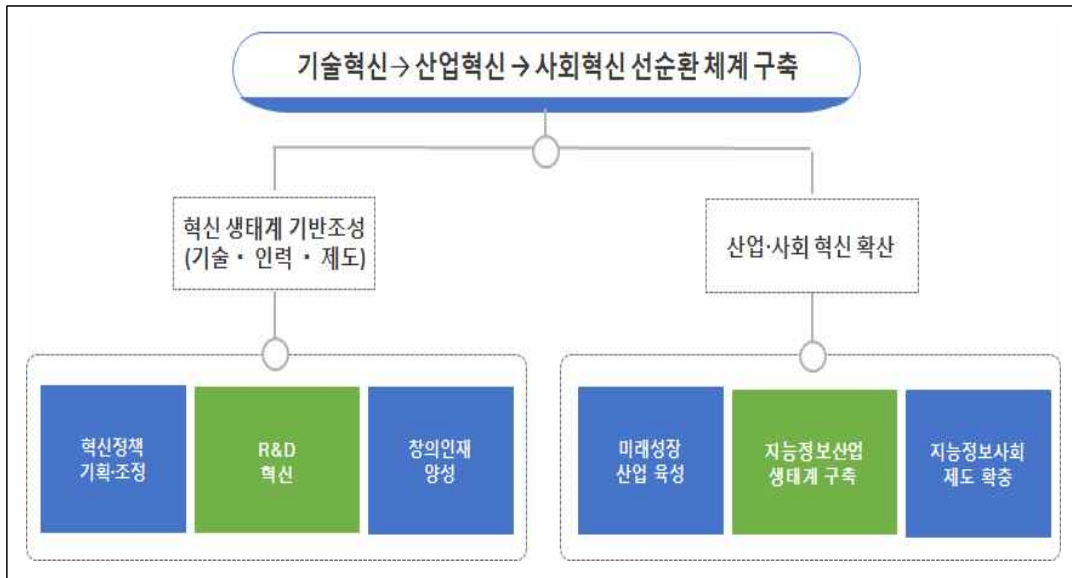 기술혁신→산업혁신→사회혁신 선순환 체계 구축
혁신 생태계 기반조성
(기술・인력・제도)
산업·사회 혁신 확산
혁신정책
기획·조정
R&D
혁신
창의인재
양성
미래성장
산업 육성
지능정보산업
생태계 구축
지능정보사회
제도 확충